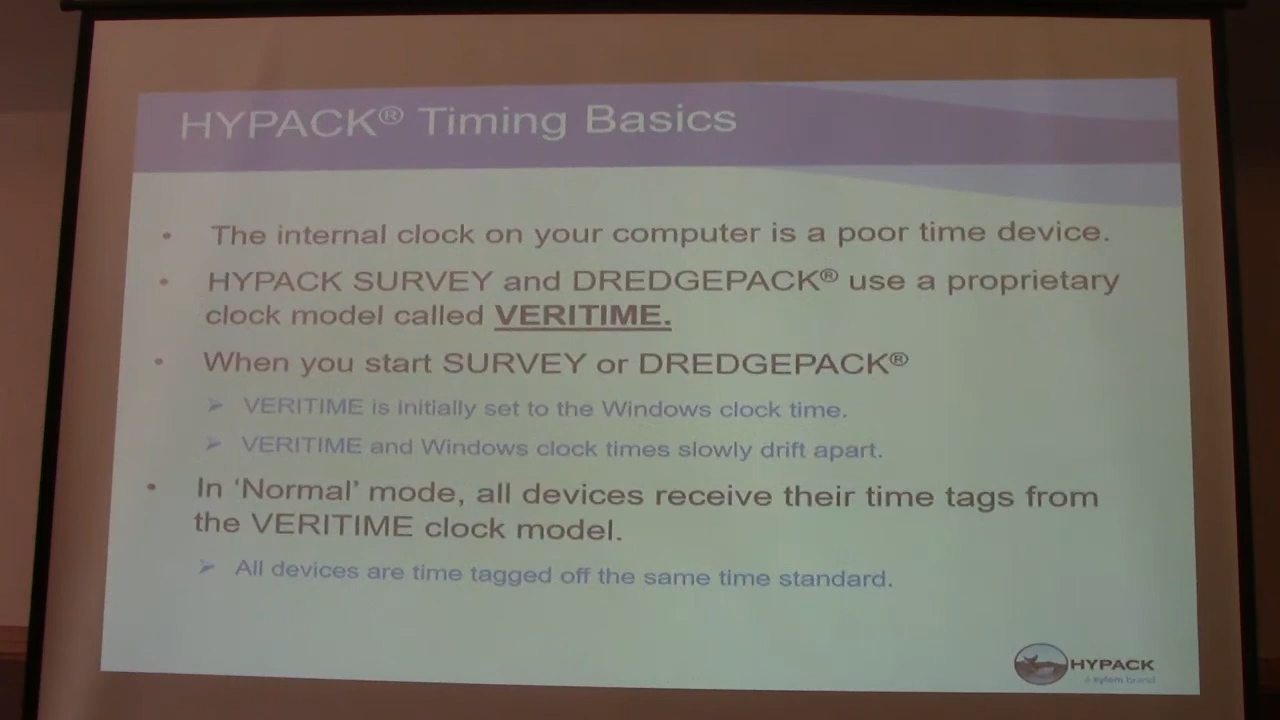 HYPACK® Timing Basics
• The internal clock on your computer is a poor time device.
• HYPACK SURVEY and DREDGEPACK® use a proprietary
clock model called VERITIME.
• When you start SURVEY or DREDGEPACK®
➢ VERITIME is initially set to the Windows clock time.
➢ VERITIME and Windows clock times slowly drift apart.
• In ‘Normal’ mode, all devices receive their time tags from
the VERITIME clock model.
➢ All devices are time tagged off the same time standard.
HYPACK
a xylem brand